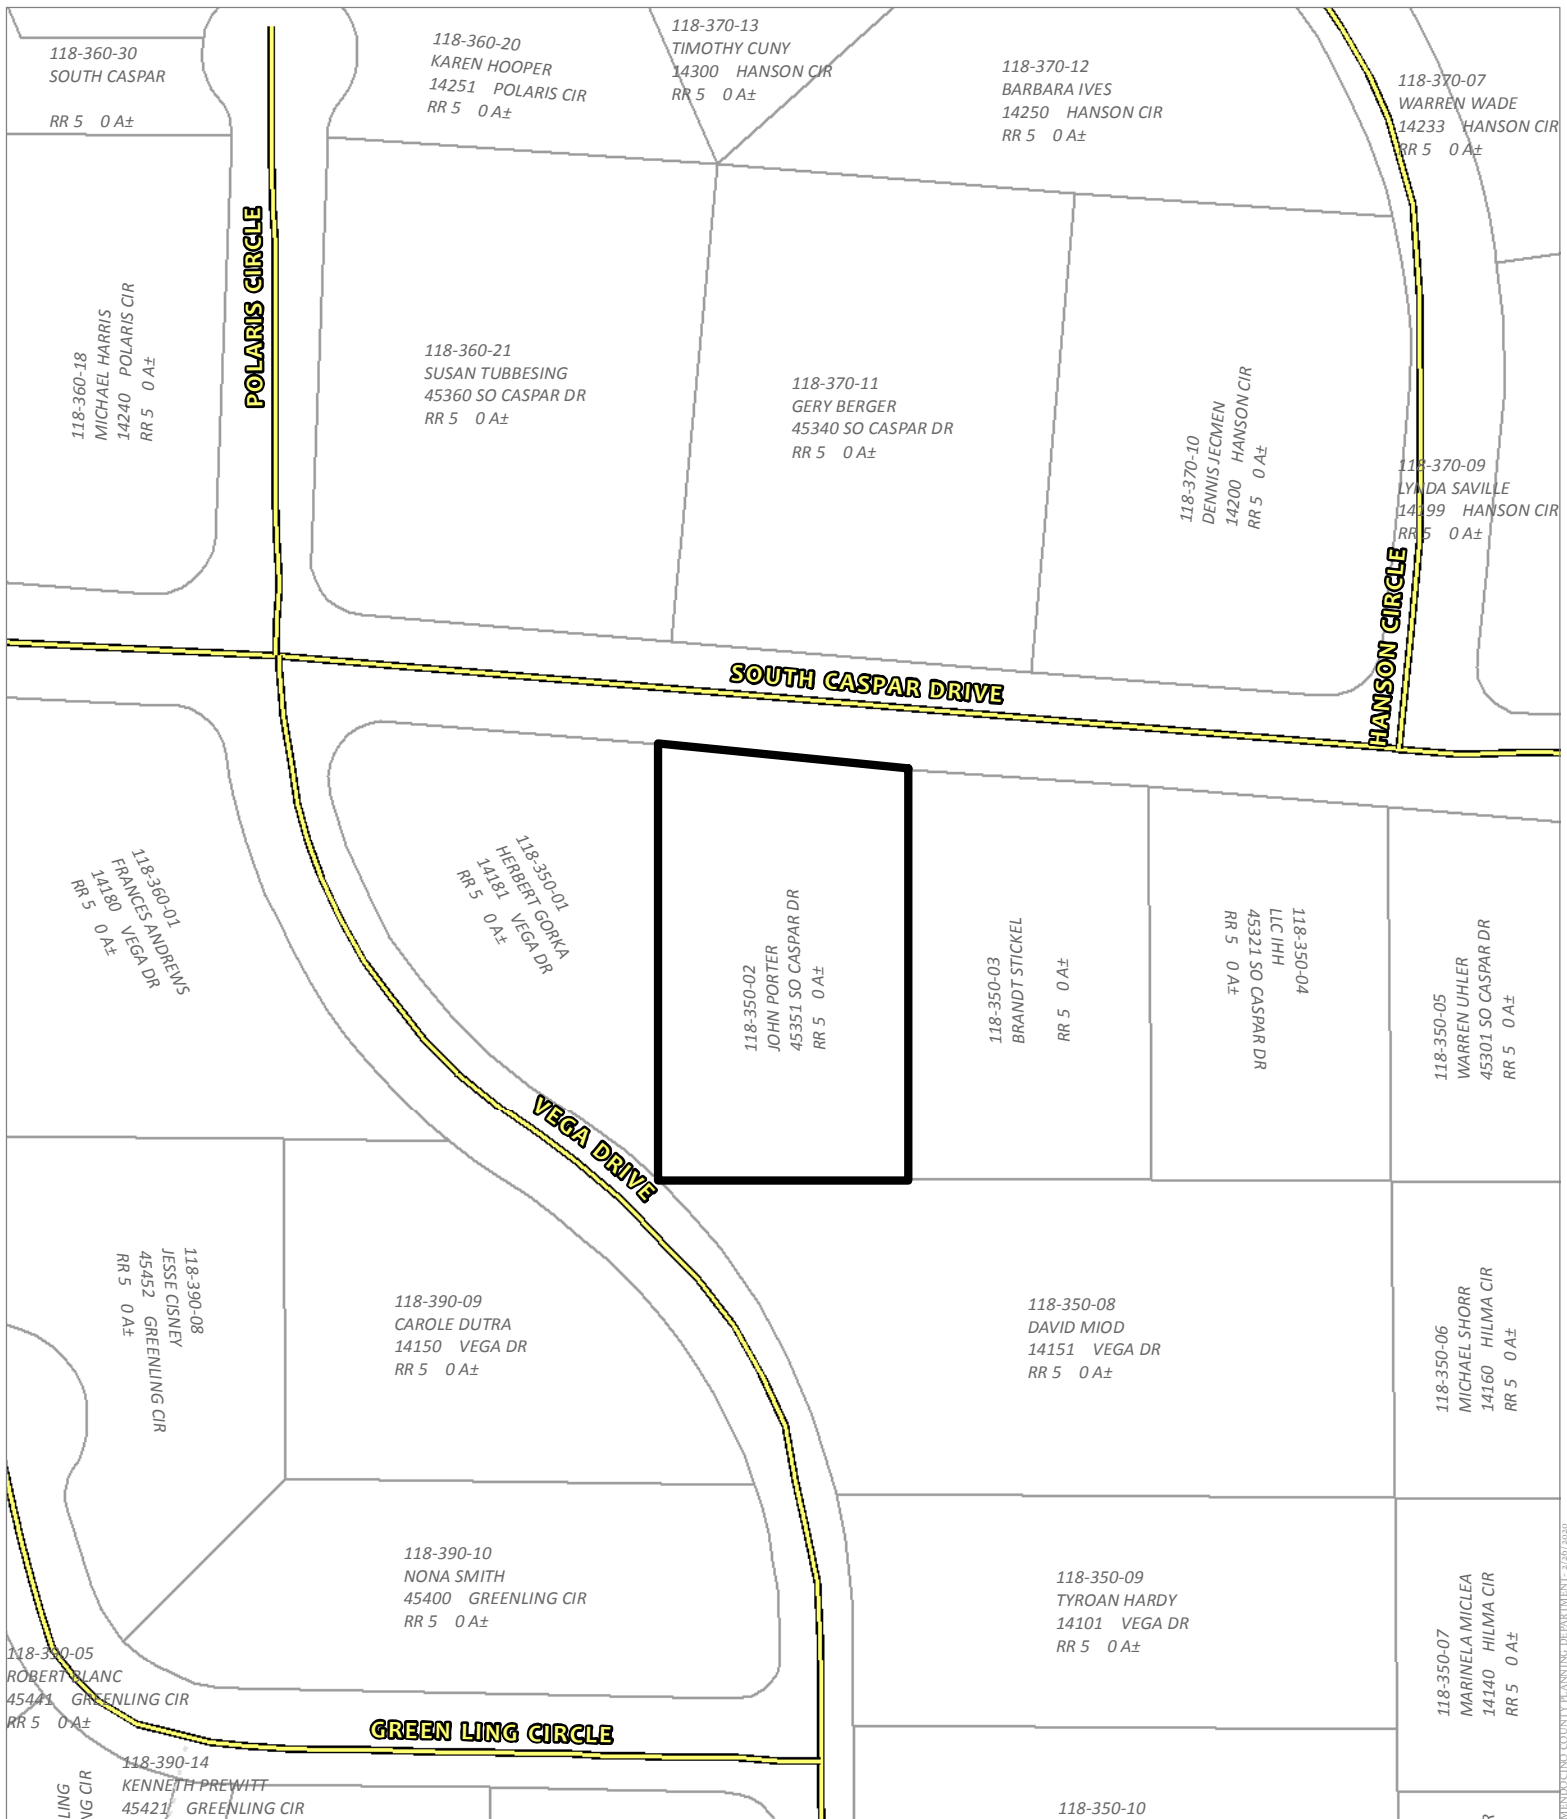 118-360-30
SOUTH CASPAR
RR 5 0 A±
118-360-20
KAREN HOOPER
14251 POLARIS CIR
RR 5 0 A±
118-370-13
TIMOTHY CUNY
14300 HANSON CIR
RR 5 0 A±
118-370-12
BARBARA IVES
14250 HANSON CIR
RR 5 0 A±
118-370-07
WARREN WADE
14233 HANSON CIR
RR 5 0 A±
POLARIS CIRCLE
118-360-18
MICHAEL HARRIS
14240 POLARIS CIR
RR 5 0 A±
118-360-21
SUSAN TUBBESING
45360 SO CASPAR DR
RR 5 0 A±
118-370-11
GERY BERGER
45340 SO CASPAR DR
RR 5 0 A±
118-370-10
DENNIS JECMEN
14200 HANSON CIR
RR 5 0 A±
118-370-09
LYNDA SAVILLE
14199 HANSON CIR
RR 5 0 A±
HANSON CIRCLE
SOUTH CASPAR DRIVE
118-360-01
FRANCES ANDREWS
14180 VEGA DR
RR 5 0 A±
118-350-01
HERBERT GORKA
14181 VEGA DR
RR 5 0 A±
118-350-02
JOHN PORTER
45351 SO CASPAR DR
RR 5 0 A±
118-350-03
BRANDT STICKEL
RR 5 0 A±
118-350-04
LLC IHH
45321 SO CASPAR DR
RR 5 0 A±
118-350-05
WARREN UHLER
45301 SO CASPAR DR
RR 5 0 A±
VEGA DRIVE
118-390-08
JESSE CISNEY
45452 GREENLING CIR
RR 5 0 A±
118-390-09
CAROLE DUTRA
14150 VEGA DR
RR 5 0 A±
118-350-08
DAVID MIOD
14151 VEGA DR
RR 5 0 A±
118-350-06
MICHAEL SHORR
14160 HILMA CIR
RR 5 0 A±
118-390-10
NONA SMITH
45400 GREENLING CIR
RR 5 0 A±
118-350-09
TYROAN HARDY
14101 VEGA DR
RR 5 0 A±
118-350-07
MARINELA MICLEA
14140 HILMA CIR
RR 5 0 A±
118-390-05
ROBERT BLANC
45441 GREENLING CIR
RR 5 0 A±
GREEN LING CIRCLE
118-390-14
KENNETH PREWITT
45421 GREENLING CIR
LING
NG CIR
118-350-10
COUNTY PLANNING DEPARTMENT- 2/26/2020